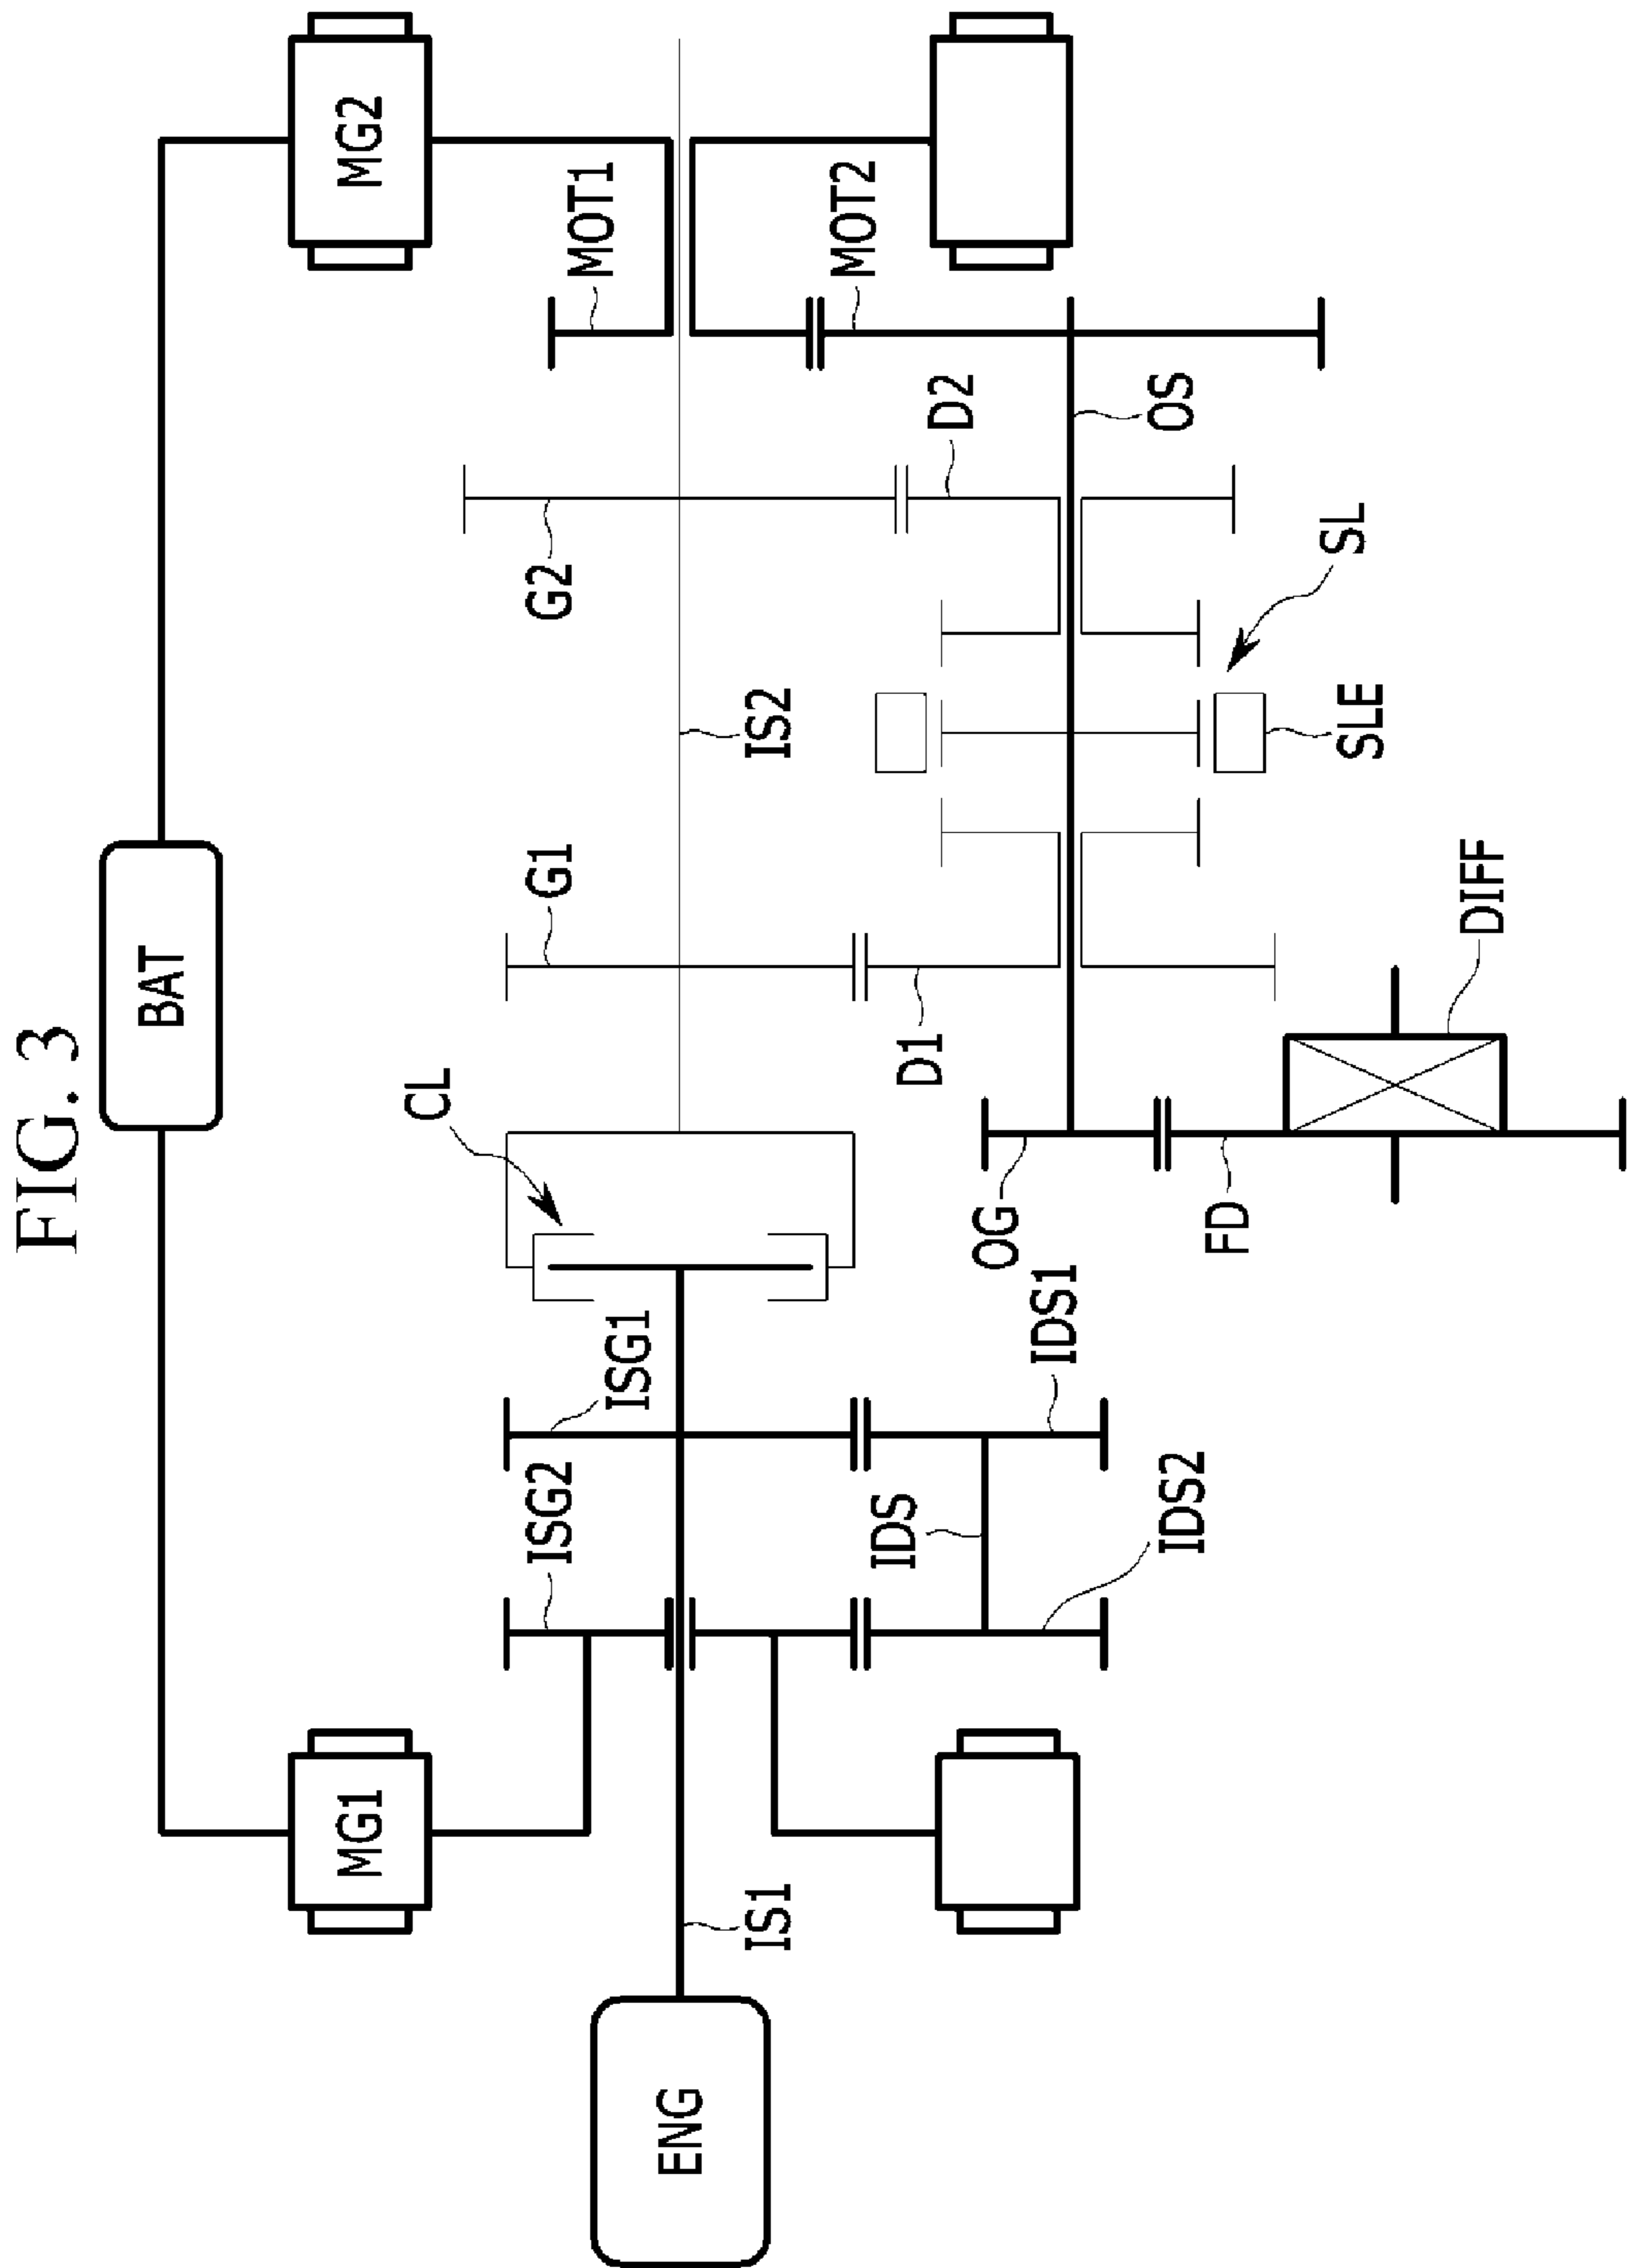 FIG. 3
BAT
MG1
MG2
CL
G1
G2
MOT1
ISG2
ISG1
ENG
IS1
IS2
MOT2
IDS
D1
D2
OG
IDS1
OS
IDS2
FD
SLE
SL
DIFF